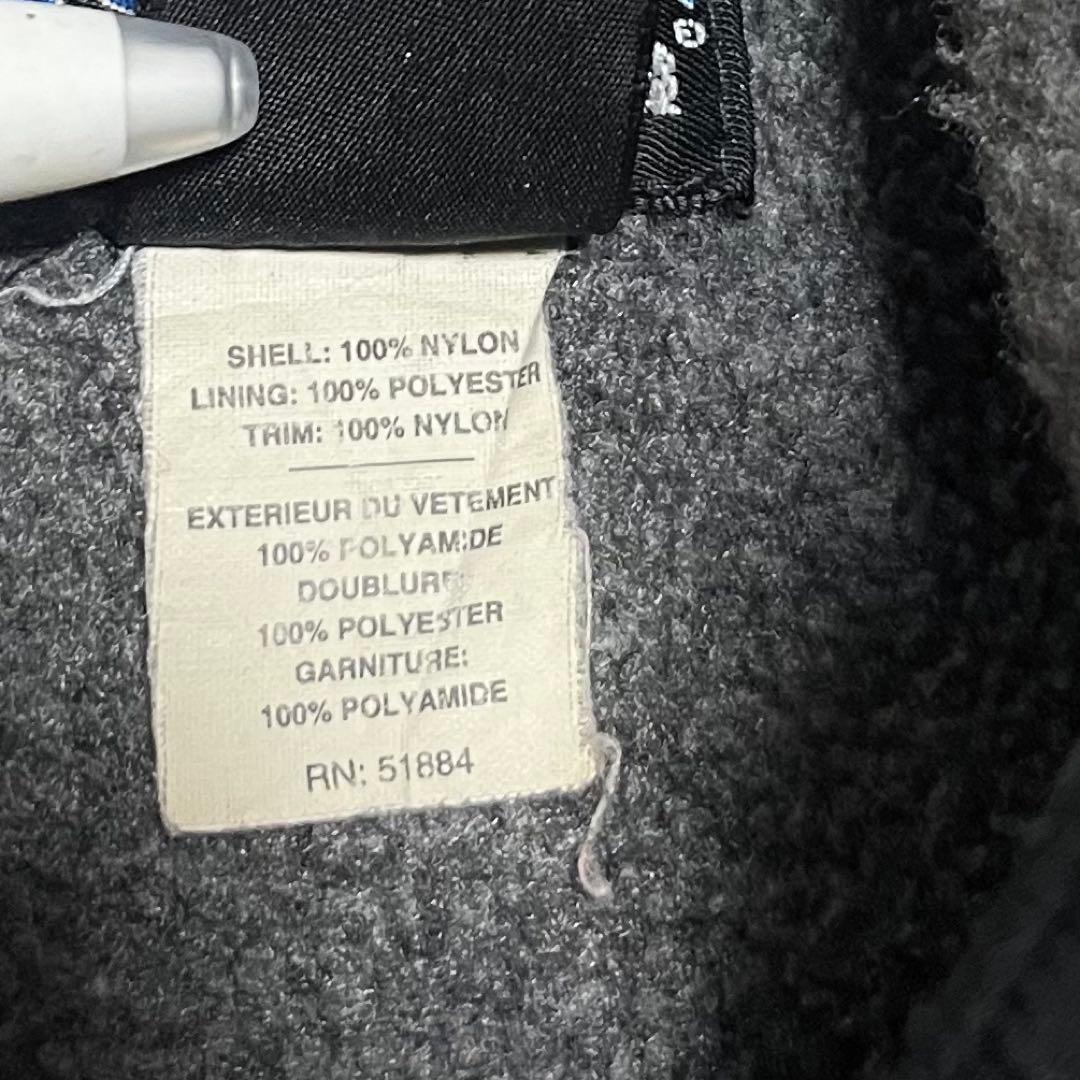 SHELL: 100% NYLON
LINING: 100% POLYESTER
TRIM: 100% NYLON
EXTERIEUR DU VETEMENT
100% POLYAMIDE
DOUBLURE:
100% POLYESTER
GARNITURE:
100% POLYAMIDE
RN: 51884